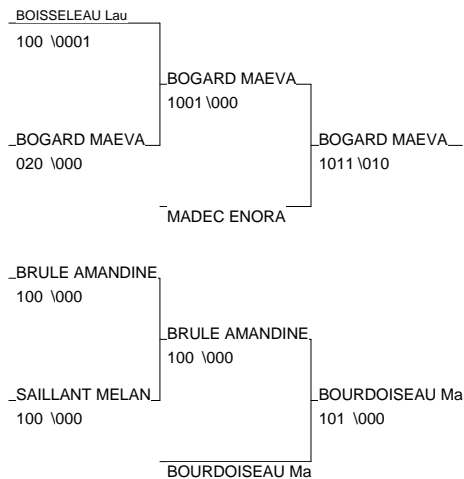 BOISSELEAU Lau
100 \0001
BOGARD MAEVA
1001 \000
BOGARD MAEVA
020 \000
BOGARD MAEVA
1011 \010
MADEC ENORA
BRULE AMANDINE
100 \000
BRULE AMANDINE
100 \000
SAILLANT MELAN
100 \000
BOURDOISEAU Ma
101 \000
BOURDOISEAU Ma